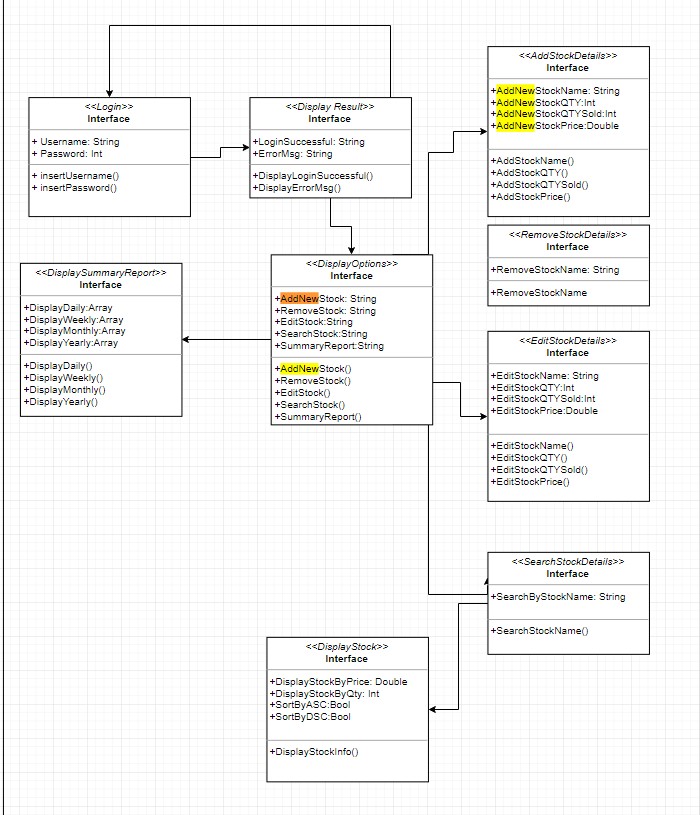 <<Login>>
Interface
+ Username: String
+ Password: Int
+ insertUsername()
+ insertPassword()
<<Display Result>>
Interface
+LoginSuccessful: String
+ErrorMsg: String
+DisplayLoginSuccessful()
+DisplayErrorMsg()
<<AddStockDetails>>
Interface
+AddNewStockName: String
+AddNewStockQTY:Int
+AddNewStockQTYSold:Int
+AddNewStockPrice:Double
+AddStockName()
+AddStockQTY()
+AddStockQTYSold()
+AddStockPrice()
<<RemoveStockDetails>>
Interface
+RemoveStockName: String
+RemoveStockName
<<DisplaySummaryReport>>
Interface
+DisplayDaily:Array
+DisplayWeekly:Array
+DisplayMonthly:Array
+DisplayYearly:Array
+DisplayDaily()
+DisplayWeekly()
+DisplayMonthly()
+DisplayYearly()
<<DisplayOptions>>
Interface
+AddNewStock: String
+RemoveStock: String
+EditStock:String
+SearchStock:String
+SummaryReport:String
+AddNewStock()
+RemoveStock()
+EditStock()
+SearchStock()
+SummaryReport()
<<EditStockDetails>>
Interface
+EditStockName: String
+EditStockQTY:Int
+EditStockQTYSold:Int
+EditStockPrice:Double
+EditStockName()
+EditStockQTY()
+EditStockQTYSold()
+EditStockPrice()
<<SearchStockDetails>>
Interface
+SearchByStockName: String
+SearchStockName()
<<DisplayStock>>
Interface
+DisplayStockByPrice: Double
+DisplayStockByQty: Int
+SortByASC:Bool
+SortByDSC:Bool
+DisplayStockInfo()